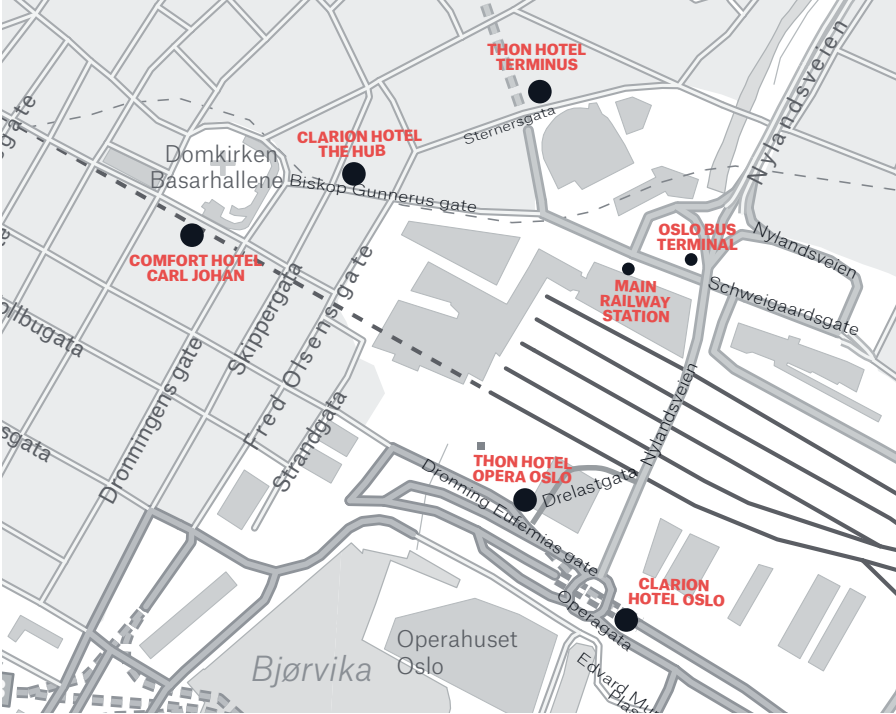 THON HOTEL
TERMINUS
Nylandsveien
Sternersgata
CLARION HOTEL
THE HUB
Domkirken
Basarhallene
Biskop Gunnerus gate
COMFORT HOTEL
CARL JOHAN
OSLO BUS
TERMINAL
Nylandsveien
MAIN
RAILWAY
STATION
Schweigaardsgate
Skippergata
Fred Olsens gate
Dronningens gate
Strandgata
Nylandsveien
THON HOTEL
OPERA OSLO
Drelastgata
Dronning Eufemias gate
CLARION
HOTEL OSLO
Operagata
Operahuset
Oslo
Bjørvika
Edvard